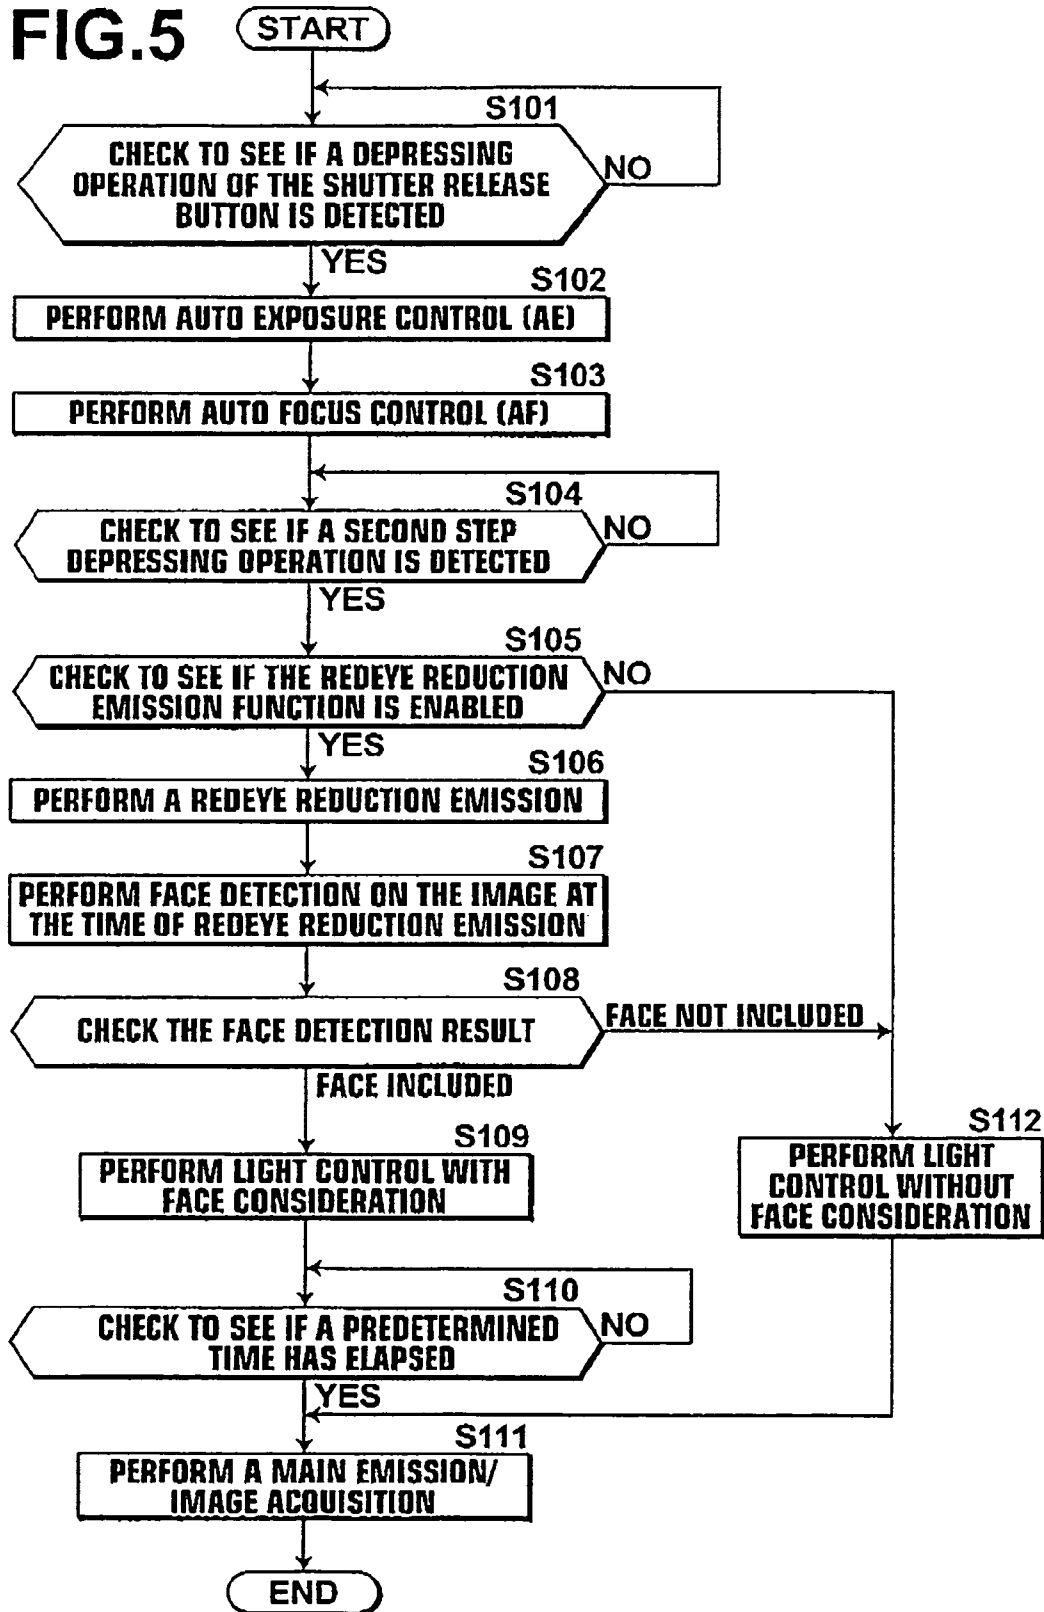 FIG.5
START
S101
CHECK TO SEE IF A DEPRESSING
OPERATION OF THE SHUTTER RELEASE
BUTTON IS DETECTED
NO
YES
S102
PERFORM AUTO EXPOSURE CONTROL (AE)
S103
PERFORM AUTO FOCUS CONTROL (AF)
S104
CHECK TO SEE IF A SECOND STEP
DEPRESSING OPERATION IS DETECTED
NO
YES
S105
CHECK TO SEE IF THE REDEYE REDUCTION
EMISSION FUNCTION IS ENABLED
NO
YES
S106
PERFORM A REDEYE REDUCTION EMISSION
S107
PERFORM FACE DETECTION ON THE IMAGE AT
THE TIME OF REDEYE REDUCTION EMISSION
S108
CHECK THE FACE DETECTION RESULT
FACE NOT INCLUDED
FACE INCLUDED
S109
PERFORM LIGHT CONTROL WITH
FACE CONSIDERATION
S112
PERFORM LIGHT
CONTROL WITHOUT
FACE CONSIDERATION
S110
CHECK TO SEE IF A PREDETERMINED
TIME HAS ELAPSED
NO
YES
S111
PERFORM A MAIN EMISSION/
IMAGE ACQUISITION
END